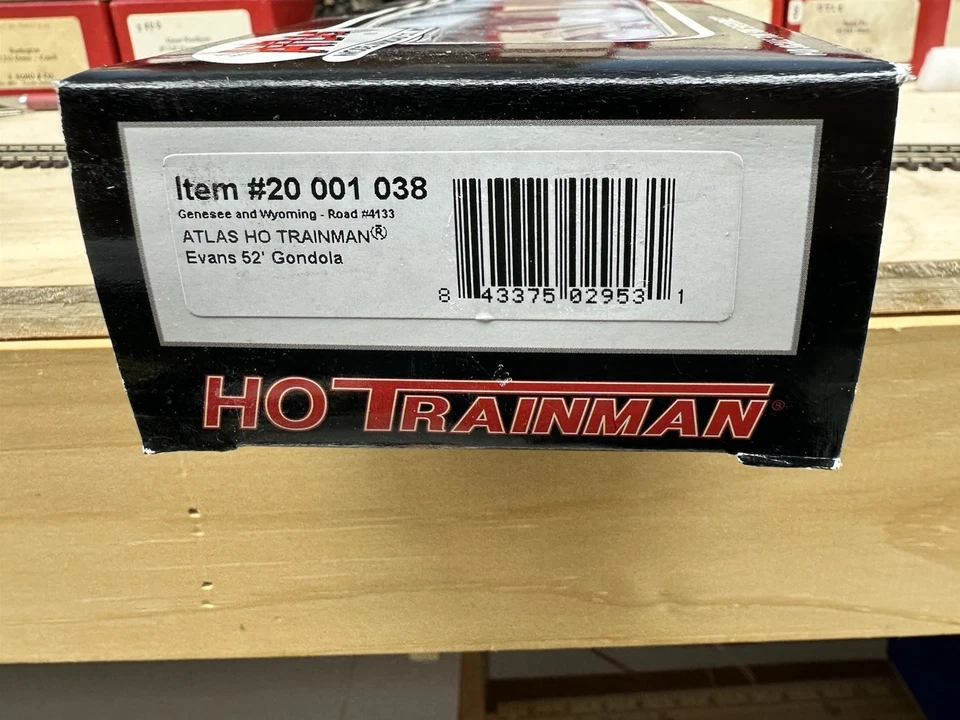 Item #20 001 038
Genesee and Wyoming - Road #4133
ATLAS HO TRAINMAN®
Evans 52' Gondola
8 43375 02953 1
HO TRAINMAN®